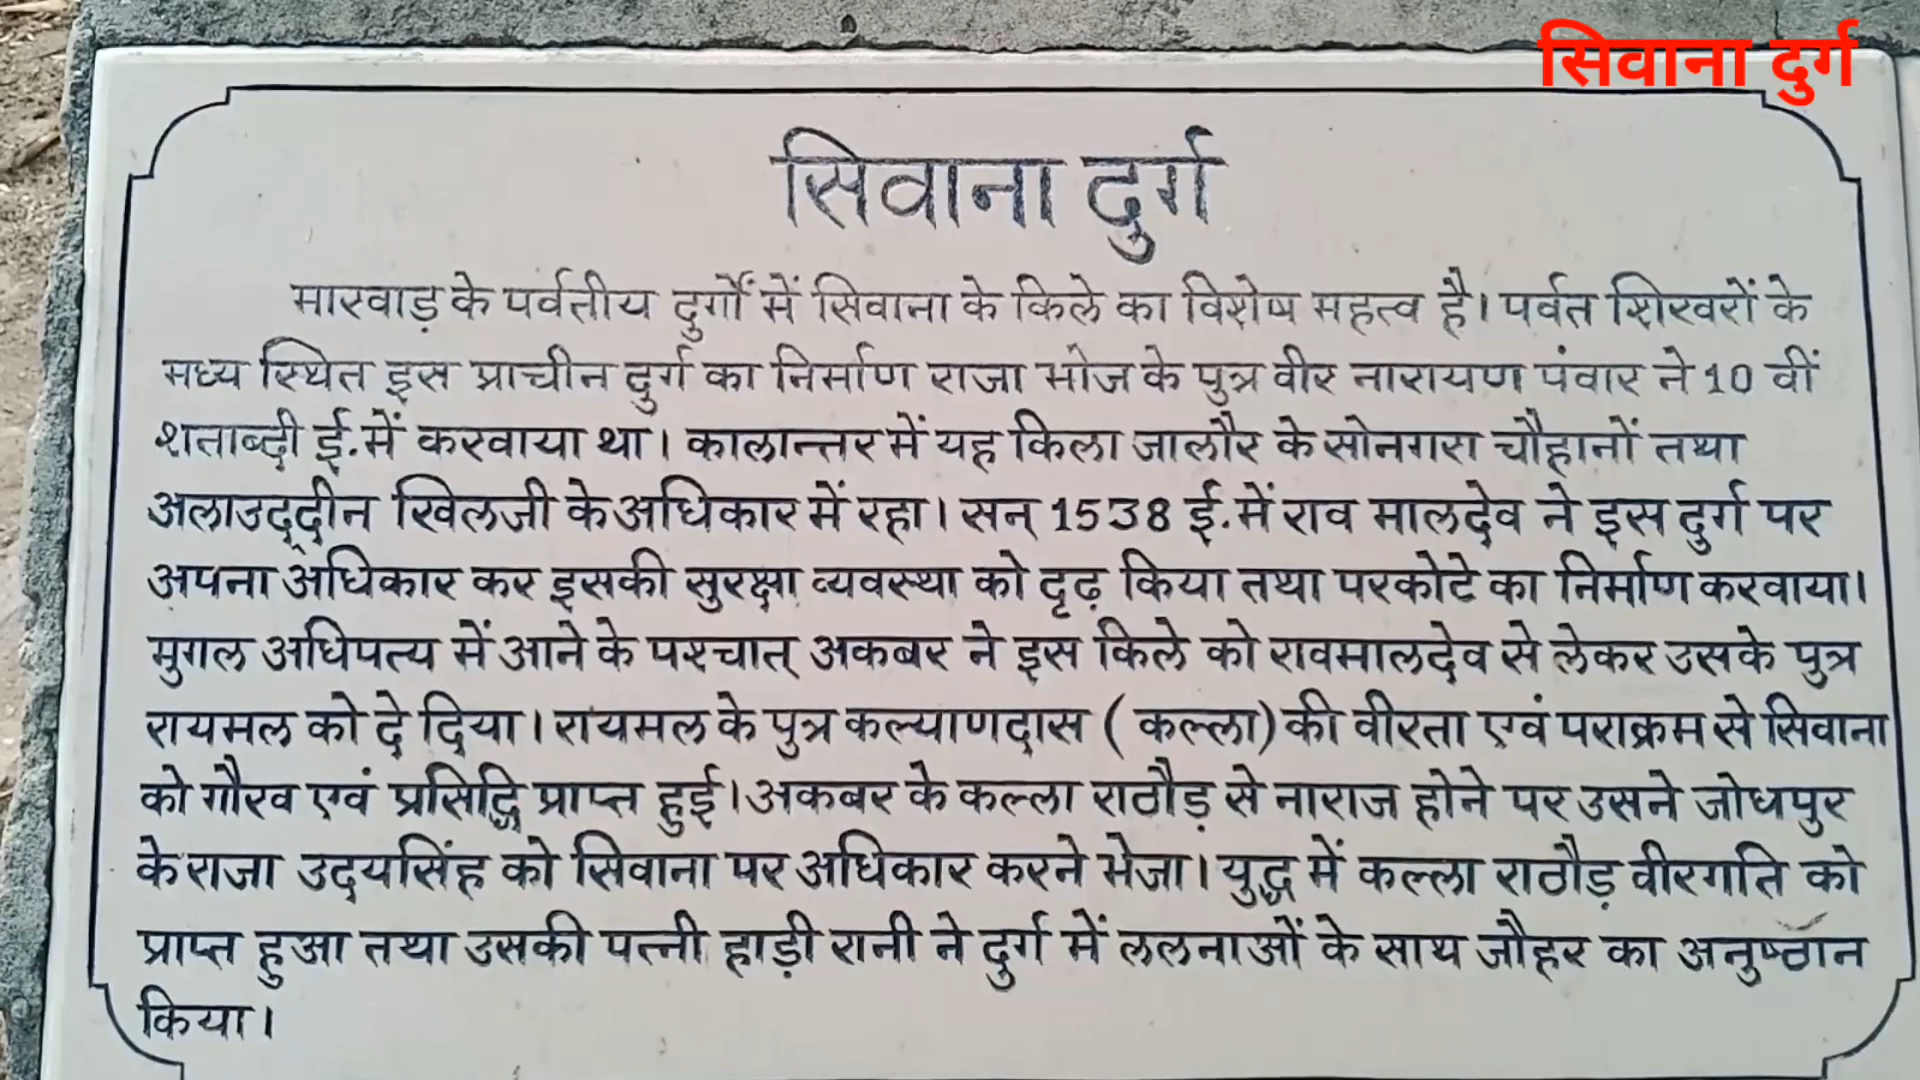 सिवाना दुर्ग
सिवाना दुर्ग
मारवाड़ के पर्वतीय दुर्गों में सिवाना के किले का विशेष महत्व है। पर्वत शिखरों के
मध्य स्थित इस प्राचीन दुर्ग का निर्माण राजा भोज के पुत्र वीर नारायण पंवार ने 10 वीं
शताब्दी ई. में करवाया था। कालान्तर में यह किला जालौर के सोनगरा चौहानों तथा
अलाउद्दीन खिलजी के अधिकार में रहा। सन् 1538 ई. में राव मालदेव ने इस दुर्ग पर
अपना अधिकार कर इसकी सुरक्षा व्यवस्था को दृढ़ किया तथा परकोटे का निर्माण करवाया।
मुगल अधिपत्य में आने के पश्चात् अकबर ने इस किले को रावमालदेव से लेकर उसके पुत्र
रायमल को दे दिया। रायमल के पुत्र कल्याणदास ( कल्ला) की वीरता एवं पराक्रम से सिवाना
को गौरव एवं प्रसिद्धि प्राप्त हुई। अकबर के कल्ला राठौड़ से नाराज होने पर उसने जोधपुर
के राजा उदयसिंह को सिवाना पर अधिकार करने भेजा। युद्ध में कल्ला राठौड़ वीरगति को
प्राप्त हुआ तथा उसकी पत्नी हाड़ी रानी ने दुर्ग में ललनाओं के साथ जौहर का अनुष्ठान
किया।